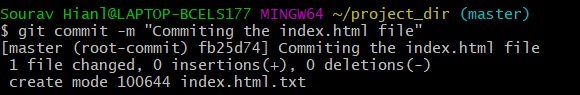 Sourav Hianl@LAPTOP-BCELS177 MINGW64 ~/project_dir (master)
$ git commit -m "Commiting the index.html file"
[master (root-commit) fb25d74] Commiting the index.html file
1 file changed, 0 insertions(+), 0 deletions(-)
create mode 100644 index.html.txt